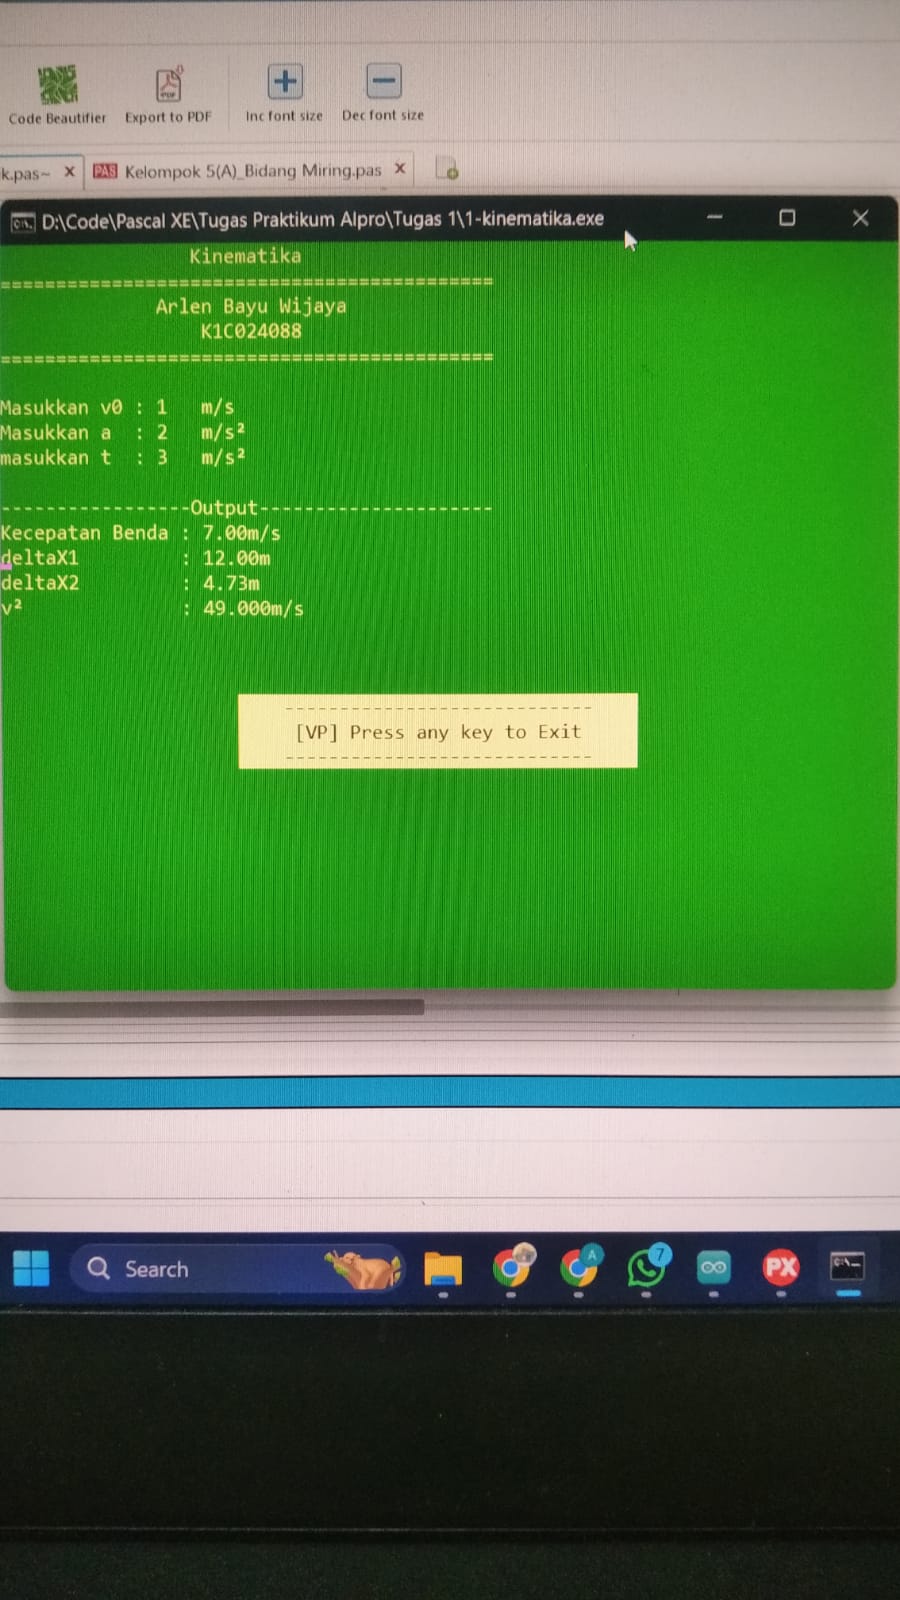 Code Beautifier Export to PDF Inc font size Dec font size
k.pas~ x PAS Kelompok 5(A)_Bidang Miring.pas x
D:\Code\Pascal XE\Tugas Praktikum Alpro\Tugas 1\1-kinematika.exe
Kinematika
============================================
Arlen Bayu Wijaya
K1C024088
============================================
Masukkan v0 : 1 m/s
Masukkan a : 2 m/s²
masukkan t : 3 m/s²
-----------------Output---------------------
Kecepatan Benda : 7.00m/s
deltaX1 : 12.00m
deltaX2 : 4.73m
v² : 49.000m/s
----------------------------
[VP] Press any key to Exit
----------------------------
Search A 7 PX